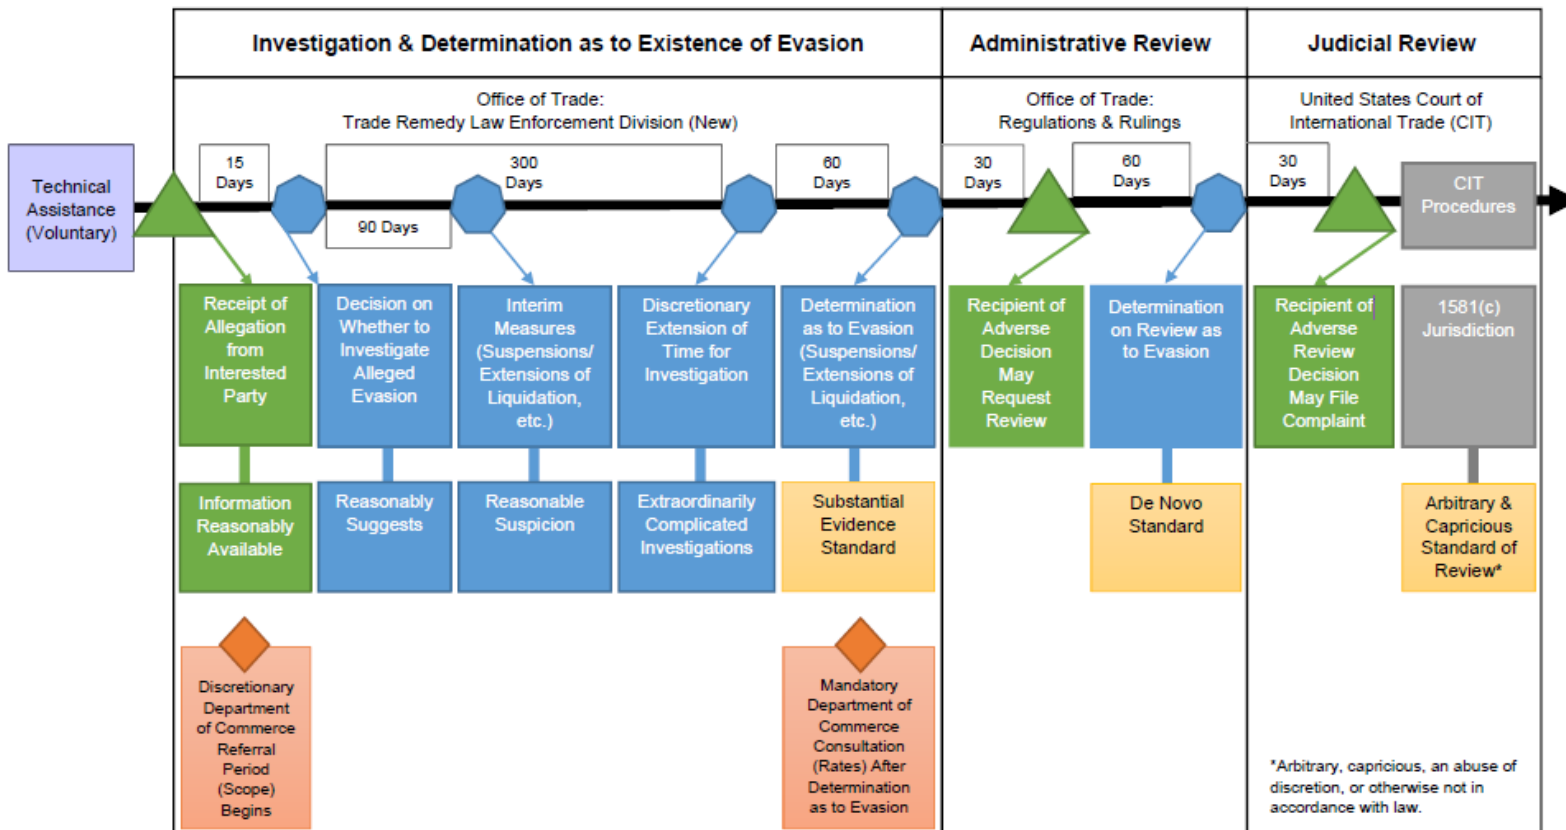 Investigation & Determination as to Existence of Evasion
Administrative Review
Judicial Review
Office of Trade:
Trade Remedy Law Enforcement Division (New)
Office of Trade:
Regulations & Rulings
United States Court of
International Trade (CIT)
Technical
Assistance
(Voluntary)
15
Days
300
Days
90 Days
60
Days
30
Days
60
Days
30
Days
CIT
Procedures
Receipt of
Allegation
from
Interested
Party
Decision on
Whether to
Investigate
Alleged
Evasion
Interim
Measures
(Suspensions/
Extensions of
Liquidation,
etc.)
Discretionary
Extension of
Time for
Investigation
Determination
as to Evasion
(Suspensions/
Extensions of
Liquidation,
etc.)
Recipient of
Adverse
Decision
May
Request
Review
Determination
on Review as
to Evasion
Recipient of
Adverse
Review
Decision
May File
Complaint
1581(c)
Jurisdiction
Information
Reasonably
Available
Reasonably
Suggests
Reasonable
Suspicion
Extraordinarily
Complicated
Investigations
Substantial
Evidence
Standard
De Novo
Standard
Arbitrary &
Capricious
Standard of
Review*
Discretionary
Department
of Commerce
Referral
Period
(Scope)
Begins
Mandatory
Department of
Commerce
Consultation
(Rates) After
Determination
as to Evasion
*Arbitrary, capricious, an abuse of
discretion, or otherwise not in
accordance with law.